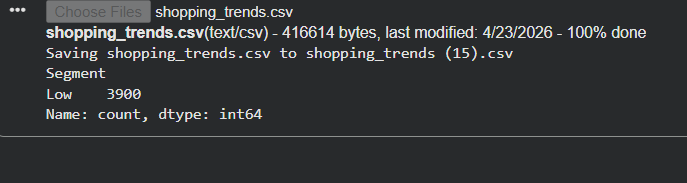 ••• Choose Files shopping_trends.csv
shopping_trends.csv(text/csv) - 416614 bytes, last modified: 4/23/2026 - 100% done
Saving shopping_trends.csv to shopping_trends (15).csv
Segment
Low    3900
Name: count, dtype: int64